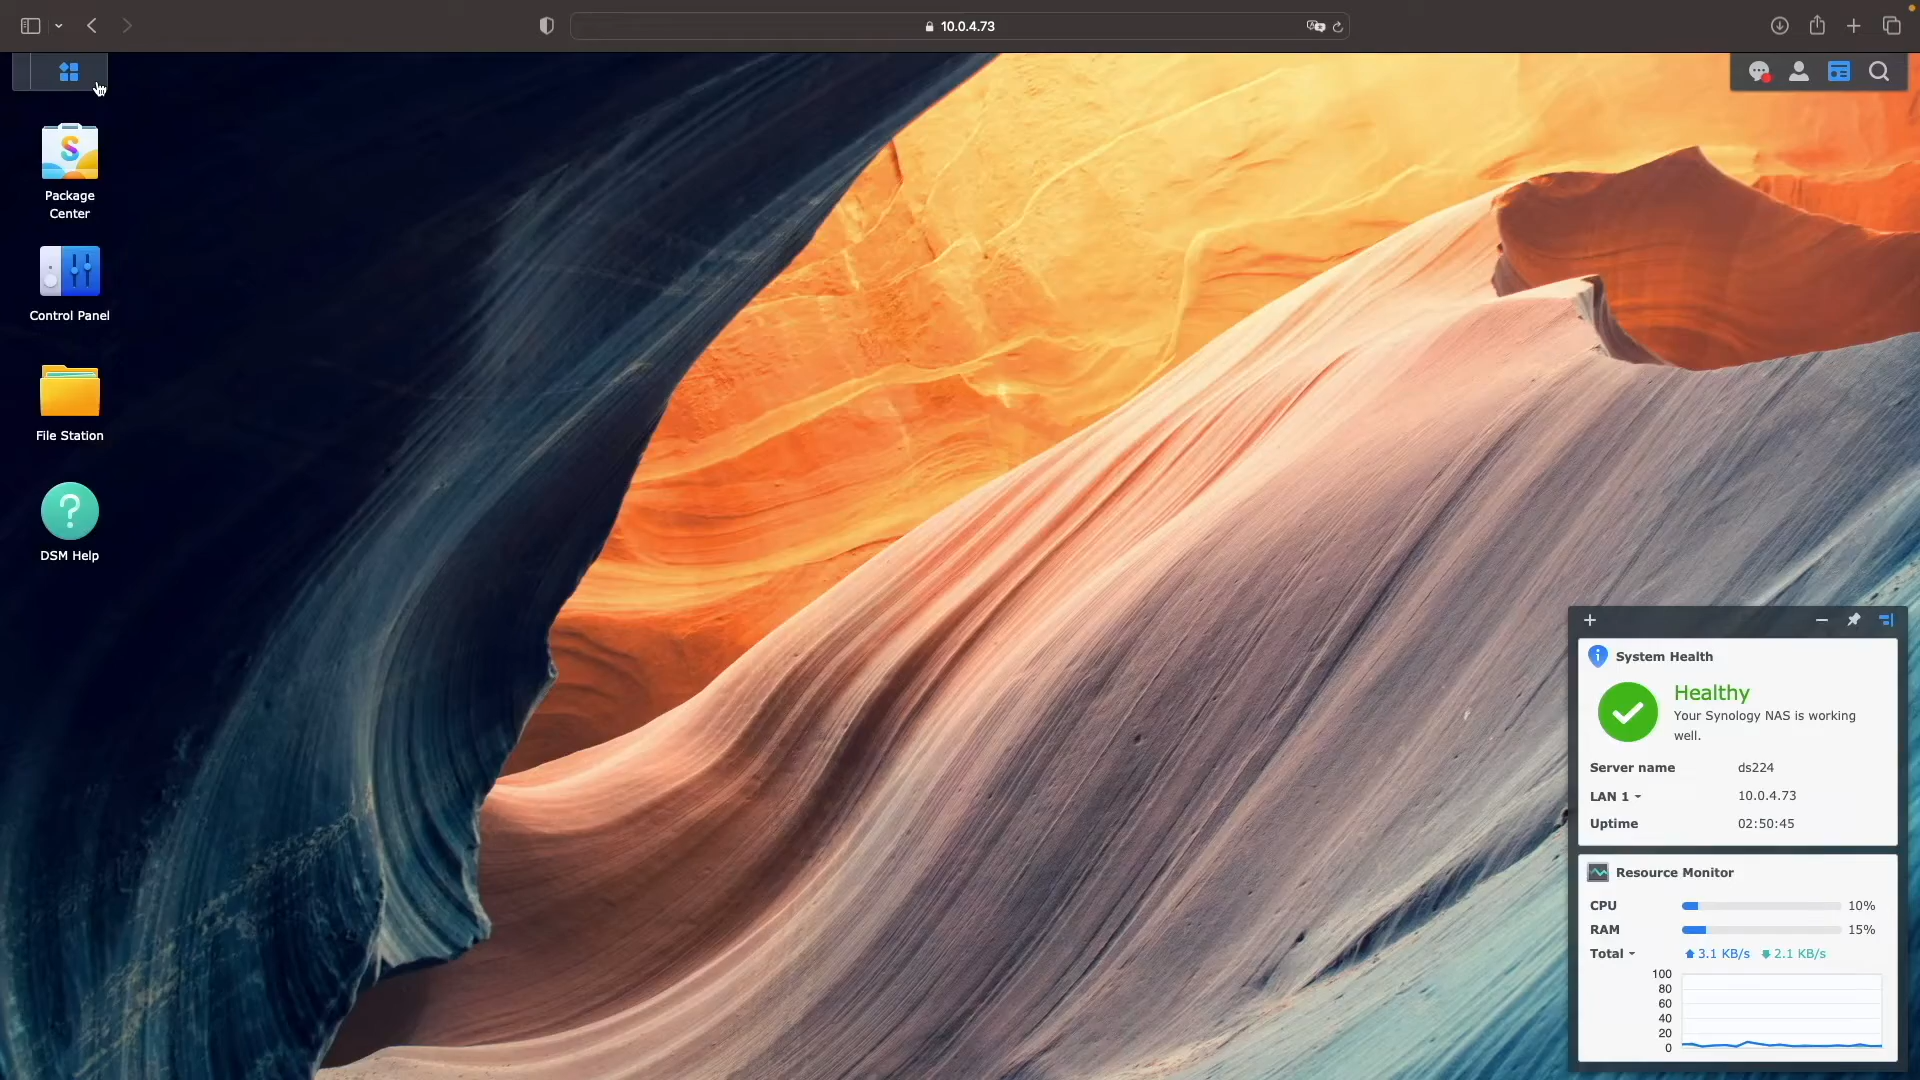 10.0.4.73
Package
Center
Control Panel
File Station
DSM Help
System Health
Healthy
Your Synology NAS is working
well.
Server name ds224
LAN 1 10.0.4.73
Uptime 02:50:45
Resource Monitor
CPU 10%
RAM 15%
Total 3.1 KB/s 2.1 KB/s
100
80
60
40
20
0